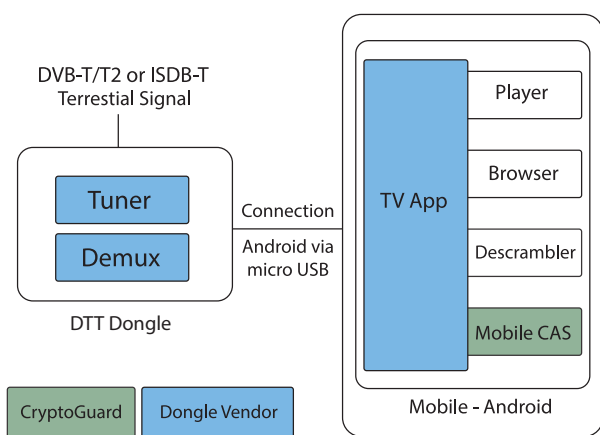 DVB-T/T2 or ISDB-T
Terrestial Signal
Tuner
Demux
DTT Dongle
Connection
Android via
micro USB
TV App
Player
Browser
Descrambler
Mobile CAS
Mobile - Android
CryptoGuard
Dongle Vendor